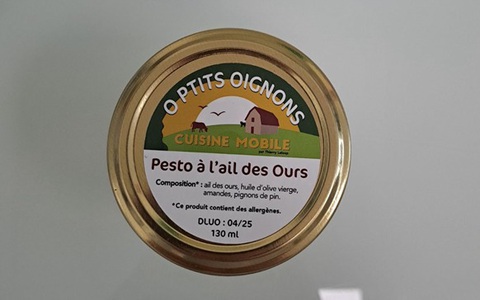 O PTITS OIGNONS
CUISINE MOBILE
Pesto à l'ail des Ours
Composition* : ail des ours, huile d'olive vierge,
amandes, pignons de pin.
*Ce produit contient des allergènes.
DLUO : 04/25
130 ml